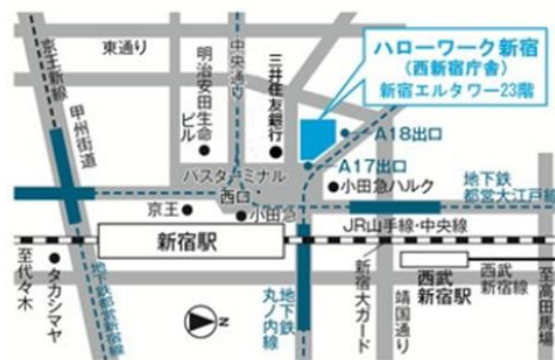 ハローワーク新宿
(西新宿庁舎)
新宿エルタワー23階
東通り
京王新線
甲州街道
明治安田生命
ビル
中央通り
三井住友銀行
A18出口
A17出口
バスターミナル
西口
小田急ハルク
地下鉄
都営大江戸線
京王
小田急
JR山手線・中央線
新宿駅
至代々木
タカシマヤ
地下鉄都営新宿線
地下鉄
丸ノ内線
新宿大ガード
靖国通り
西武
新宿駅
西武
新宿線
至高田馬場
N